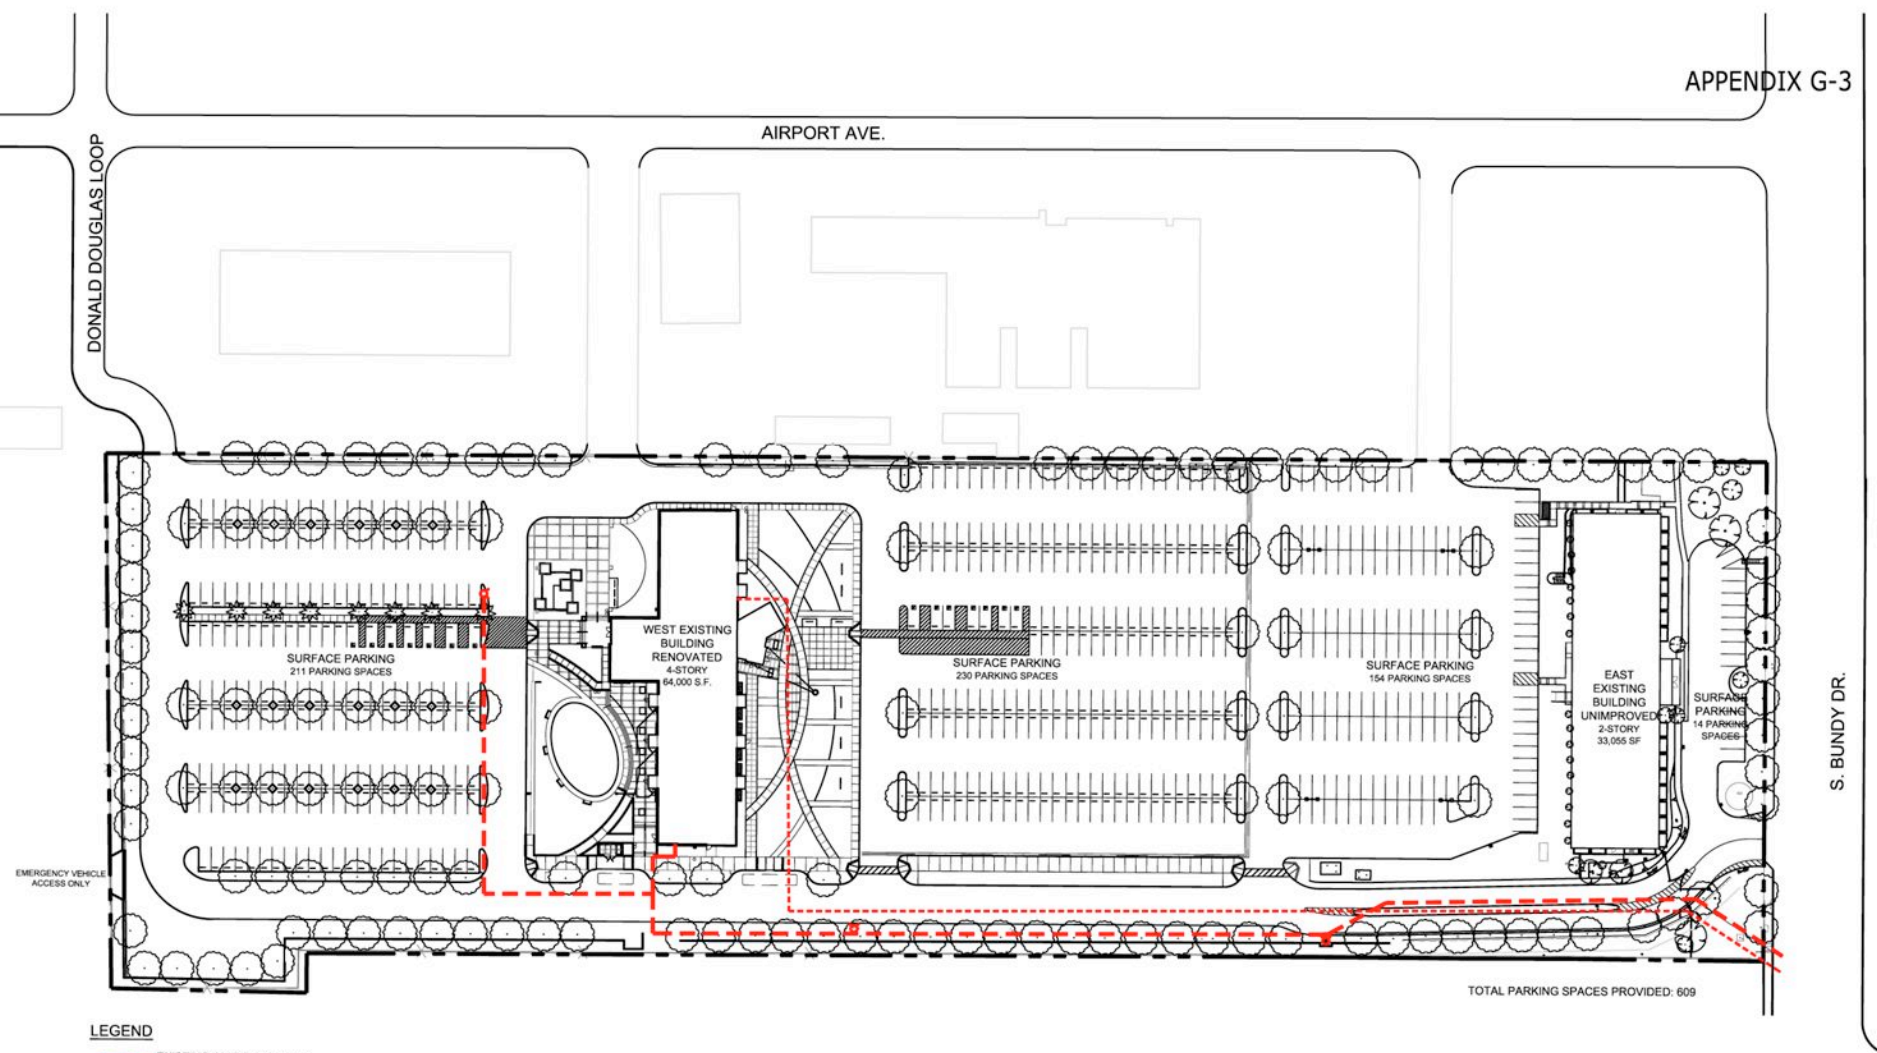 APPENDIX G-3
AIRPORT AVE.
DONALD DOUGLAS LOOP
WEST EXISTING
BUILDING
RENOVATED
4-STORY
64,000 S.F.
SURFACE PARKING
211 PARKING SPACES
SURFACE PARKING
230 PARKING SPACES
SURFACE PARKING
154 PARKING SPACES
EAST
EXISTING
BUILDING
UNIMPROVED
2-STORY
33,055 SF
SURFACE
PARKING
14 PARKING
SPACES
S. BUNDY DR.
EMERGENCY VEHICLE
ACCESS ONLY
TOTAL PARKING SPACES PROVIDED: 609
LEGEND